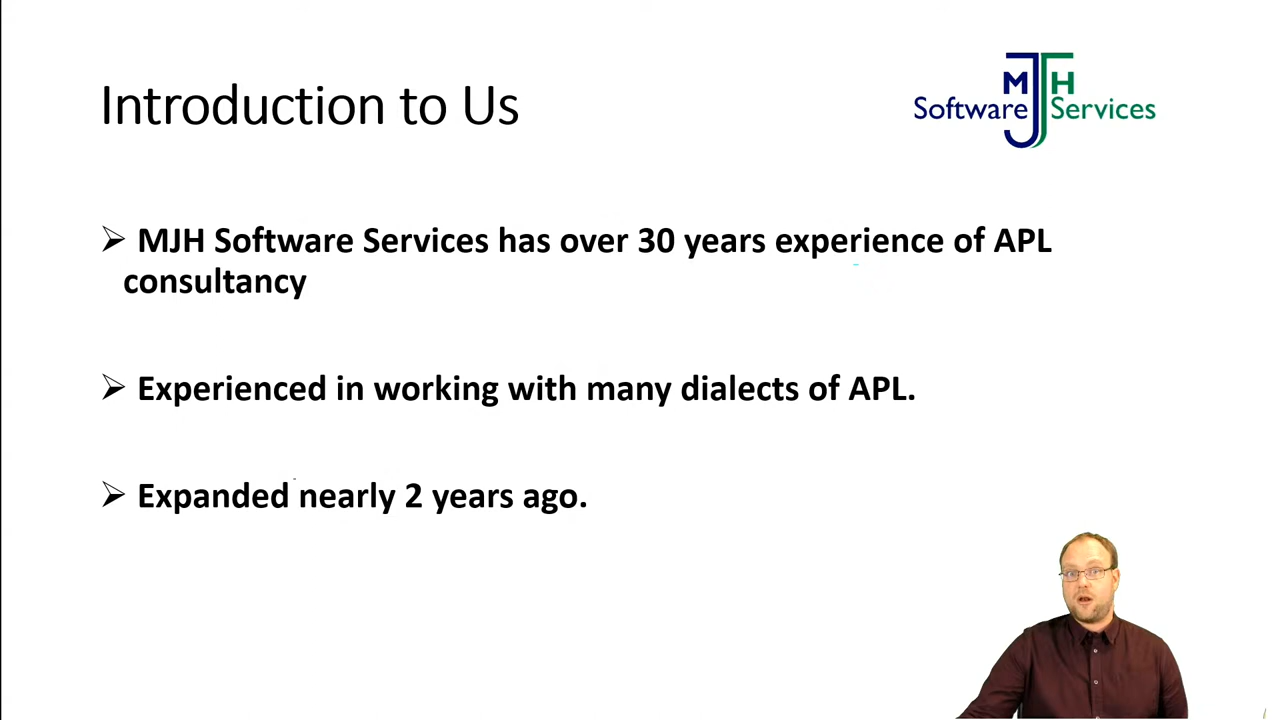 Introduction to Us
M H
Software Services
➢ MJH Software Services has over 30 years experience of APL
consultancy
➢ Experienced in working with many dialects of APL.
➢ Expanded nearly 2 years ago.